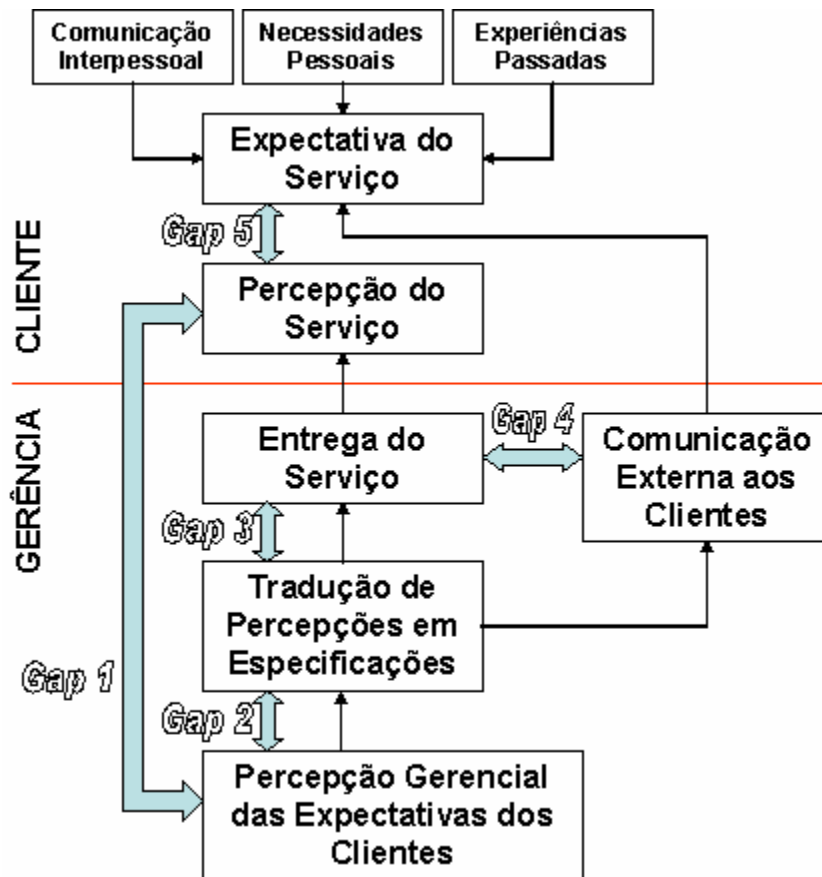 Comunicação
Interpessoal
Necessidades
Pessoais
Experiências
Passadas
Expectativa do
Serviço
Gap 5
CLIENTE
Percepção do
Serviço
GERÊNCIA
Entrega do
Serviço
Gap 4
Comunicação
Externa aos
Clientes
Gap 3
Tradução de
Percepções em
Especificações
Gap 1
Gap 2
Percepção Gerencial
das Expectativas dos
Clientes